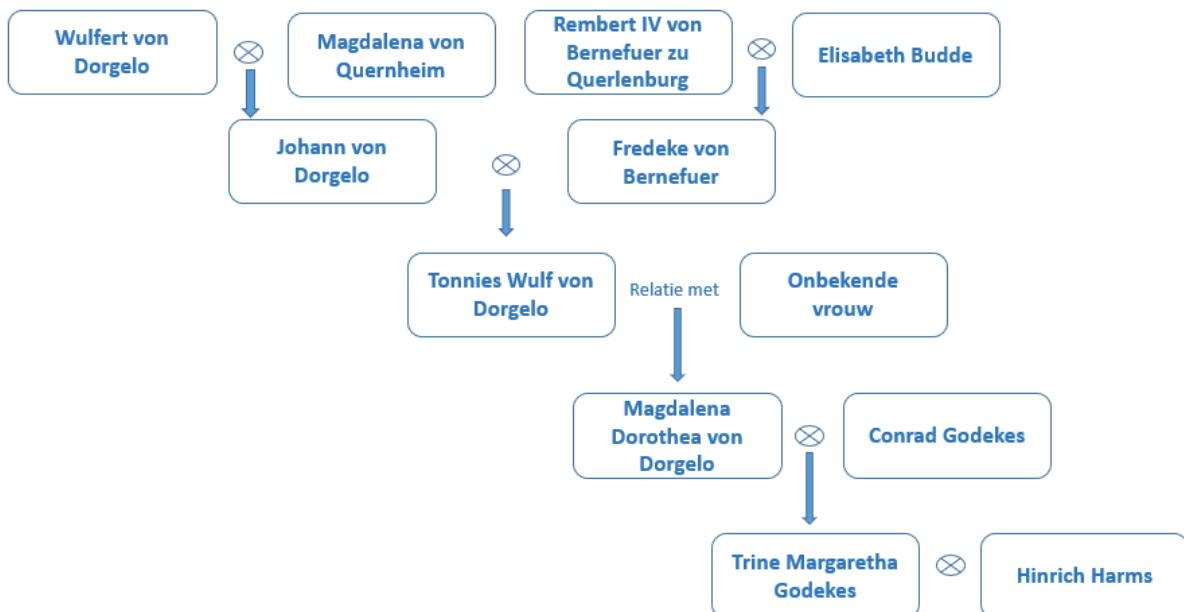 Wulfert von
Dorgelo
Magdalena von
Quernheim
Rembert IV von
Bernefuer zu
Querlenburg
Elisabeth Budde
Johann von
Dorgelo
Fredeke von
Bernefuer
Tonnies Wulf von
Dorgelo
Relatie met
Onbekende
vrouw
Magdalena
Dorothea von
Dorgelo
Conrad Godekes
Trine Margaretha
Godekes
Hinrich Harms